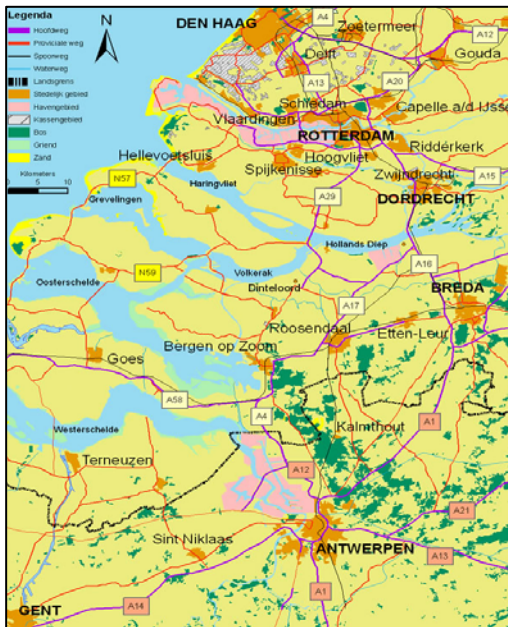 Legenda
Hoofdweg
Provinciale weg
Spoorweg
Waterweg
Landsgrens
Stedelijk gebied
Havengebied
Kassengebied
Bos
Griend
Zand
Kilometers
0 5 10
N
DEN HAAG
A4
Zoetermeer
A12
Delft
Gouda
A13
A20
Schiedam
Capelle a/d IJsse
Vlaardingen
ROTTERDAM
Hellevoetsluis
Hoogvliet
Ridderkerk
Spijkenisse
Zwijndrecht
A15
N57
Haringvliet
A29
DORDRECHT
Grevelingen
Hollands Diep
A16
Oosterschelde
N59
Volkerak
Dinteloord
BREDA
A17
Roosendaal
Etten-Leur
Goes
Bergen op Zoom
A58
A4
A1
Westerschelde
Kalmthout
Terneuzen
A12
A21
Sint Niklaas
ANTWERPEN
A13
A14
A1
GENT